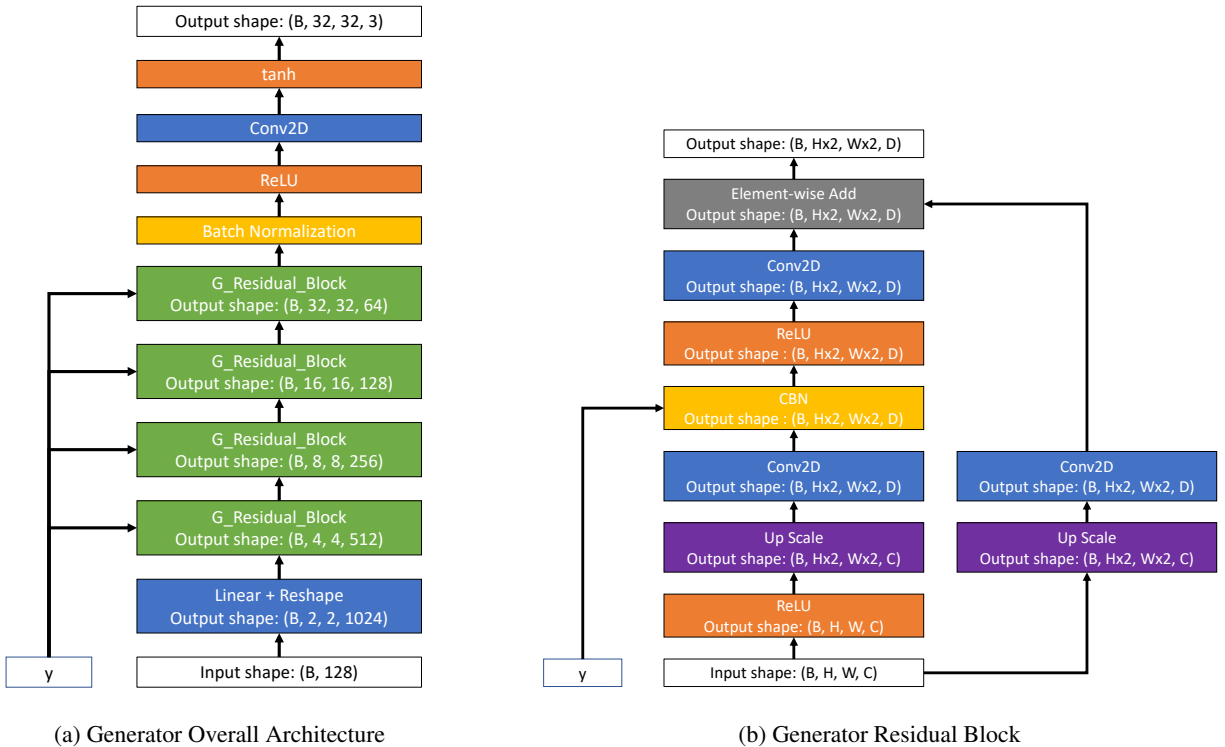 Output shape: (B, 32, 32, 3)
tanh
Conv2D
ReLU
Batch Normalization
G_Residual_Block
Output shape: (B, 32, 32, 64)
G_Residual_Block
Output shape: (B, 16, 16, 128)
G_Residual_Block
Output shape: (B, 8, 8, 256)
G_Residual_Block
Output shape: (B, 4, 4, 512)
Linear + Reshape
Output shape: (B, 2, 2, 1024)
y
Input shape: (B, 128)
(a) Generator Overall Architecture
Output shape: (B, Hx2, Wx2, D)
Element-wise Add
Output shape: (B, Hx2, Wx2, D)
Conv2D
Output shape: (B, Hx2, Wx2, D)
ReLU
Output shape : (B, Hx2, Wx2, D)
CBN
Output shape : (B, Hx2, Wx2, D)
Conv2D
Output shape: (B, Hx2, Wx2, D)
Up Scale
Output shape: (B, Hx2, Wx2, C)
ReLU
Output shape: (B, H, W, C)
y
Input shape: (B, H, W, C)
Conv2D
Output shape: (B, Hx2, Wx2, D)
Up Scale
Output shape: (B, Hx2, Wx2, C)
(b) Generator Residual Block